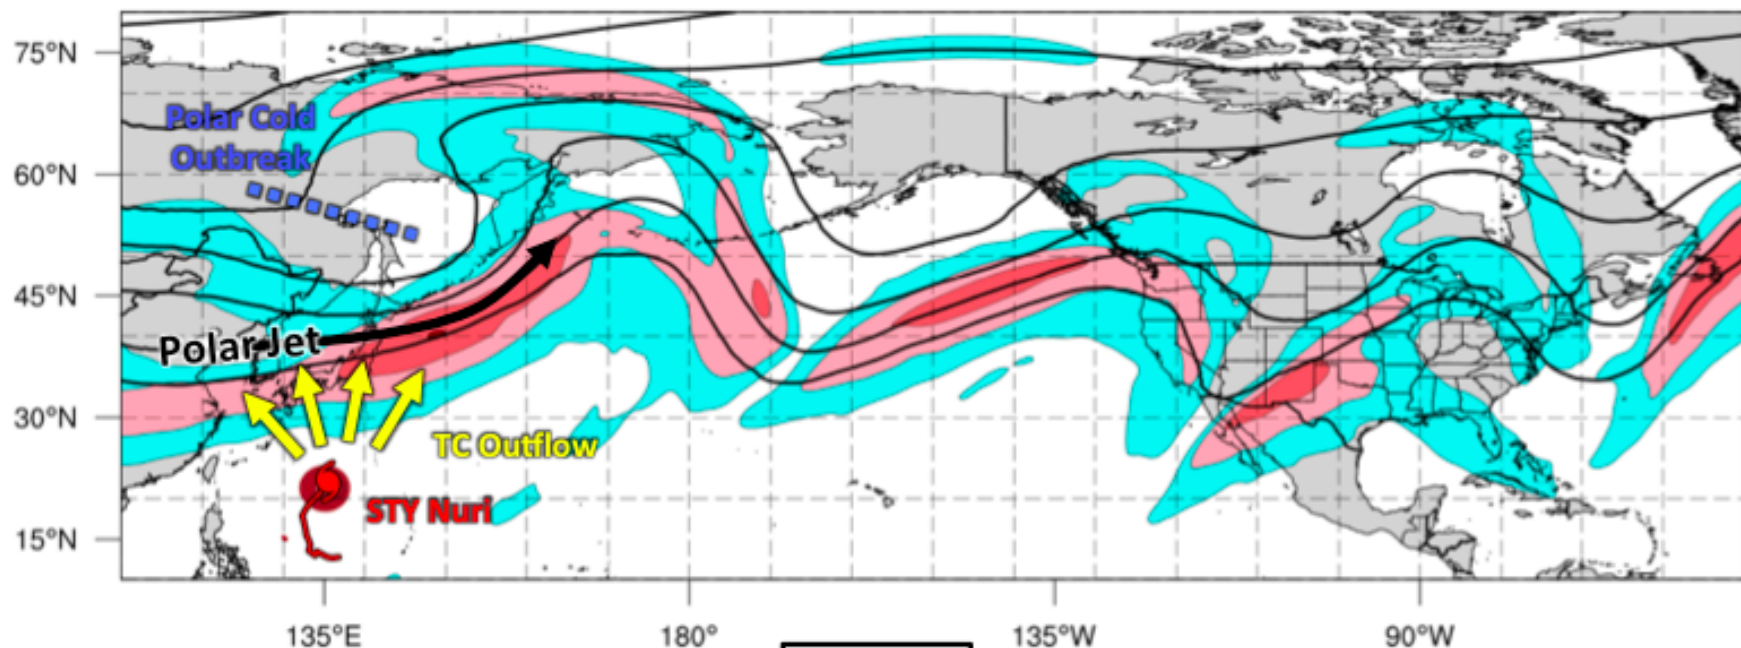 75°N
Polar Cold
Outbreak
60°N
45°N
Polar Jet
30°N
TC Outflow
STY Nuri
15°N
135°E 180° 135°W 90°W